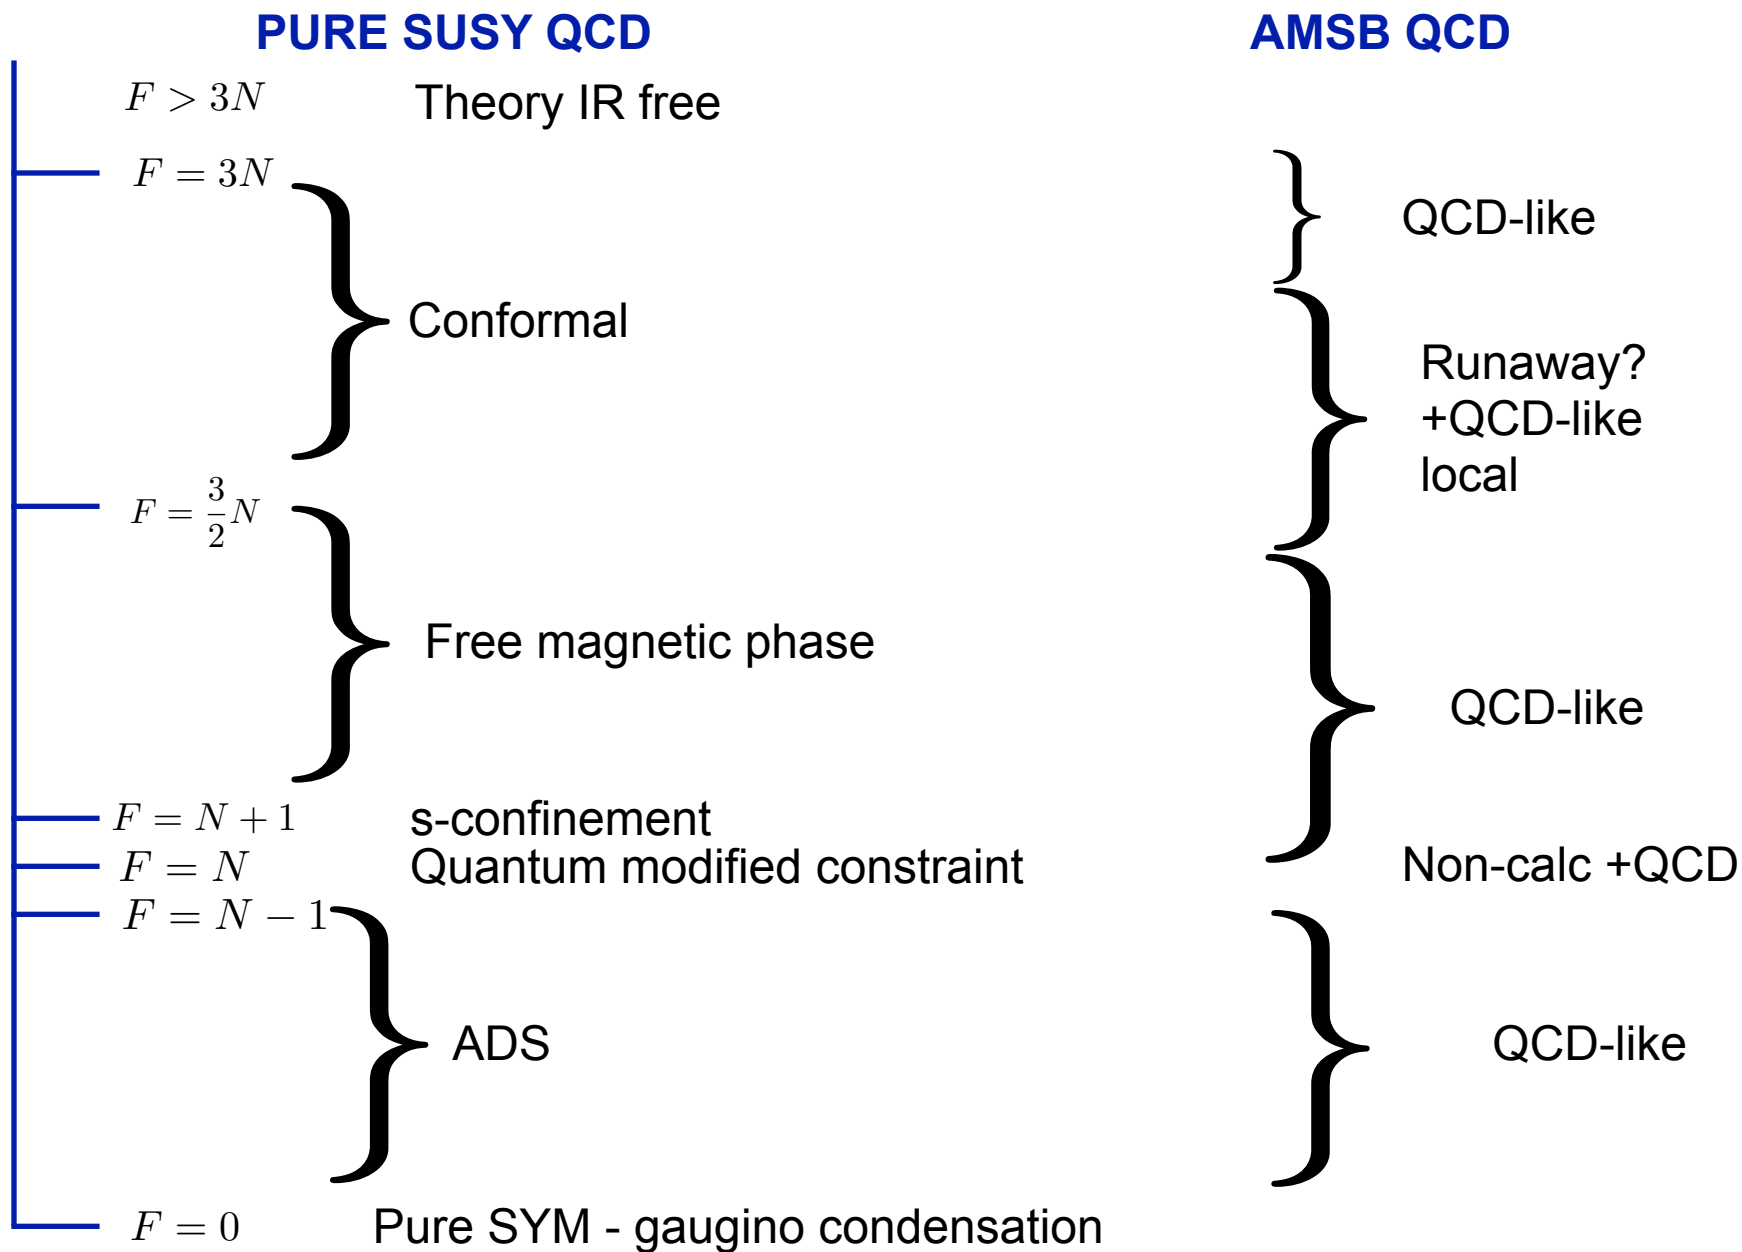 PURE SUSY QCD
AMSB QCD
F > 3N Theory IR free
F = 3N
QCD-like
Conformal
Runaway?
+QCD-like
local
F = 3/2 N
Free magnetic phase
QCD-like
F = N + 1 s-confinement
F = N Quantum modified constraint
Non-calc +QCD
F = N − 1
ADS
QCD-like
F = 0 Pure SYM - gaugino condensation